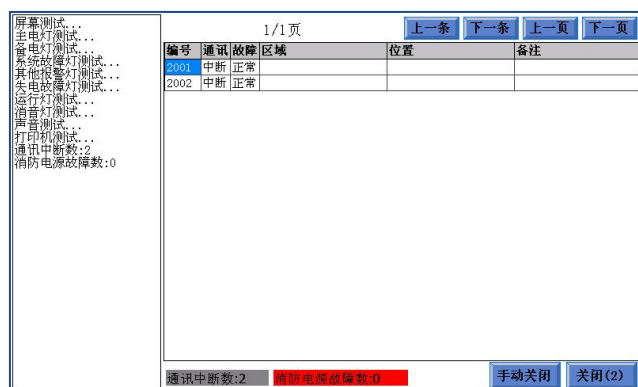 屏幕测试...
主电灯测试...
备电灯测试...
系统故障灯测试...
其他报警灯测试...
失电故障灯测试...
运行灯测试...
消音灯测试...
声音测试...
打印机测试...
通讯中断数:2
消防电源故障数:0
1/1页 上一条 下一条 上一页 下一页
编号 通讯 故障 区域 位置 备注
2001 中断 正常
2002 中断 正常
通讯中断数:2 消防电源故障数:0 手动关闭 关闭(2)